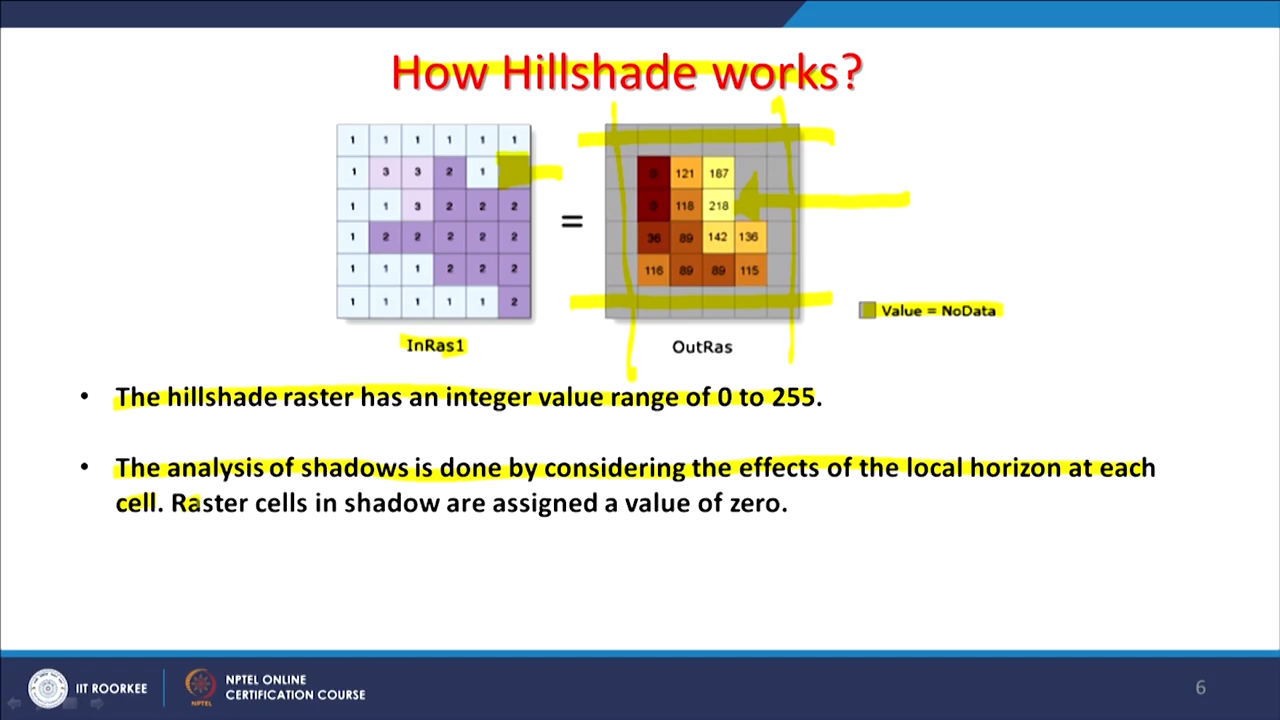 How Hillshade works?
1 1 1 1 1 1
1 3 3 2 1
1 1 3 2 2 2
1 2 2 2 2 2
1 1 1 2 2 2
1 1 1 1 1 2
=
0 121 187
0 118 218
36 89 142 136
116 89 89 115
Value = NoData
InRas1
OutRas
• The hillshade raster has an integer value range of 0 to 255.
• The analysis of shadows is done by considering the effects of the local horizon at each
cell. Raster cells in shadow are assigned a value of zero.
IIT ROORKEE
NPTEL
NPTEL ONLINE
CERTIFICATION COURSE
6